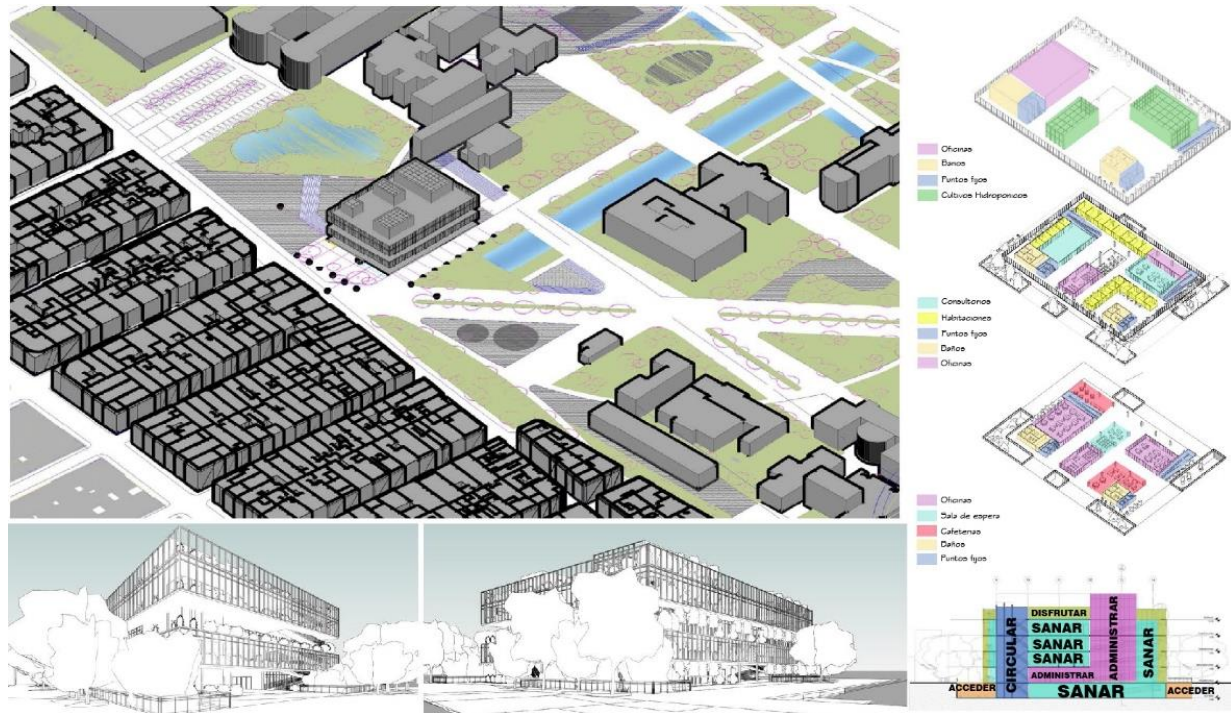 Oficinas
Baños
Puntos fijos
Cultivos Hidroponicos
Consultorios
Habitaciones
Puntos fijos
Baños
Oficinas
Oficinas
Sala de espera
Cafeterias
Baños
Puntos fijos
DISFRUTAR
SANAR
SANAR
SANAR
ADMINISTRAR
CIRCULAR
ADMINISTRAR
SANAR
ACCEDER
SANAR
ACCEDER